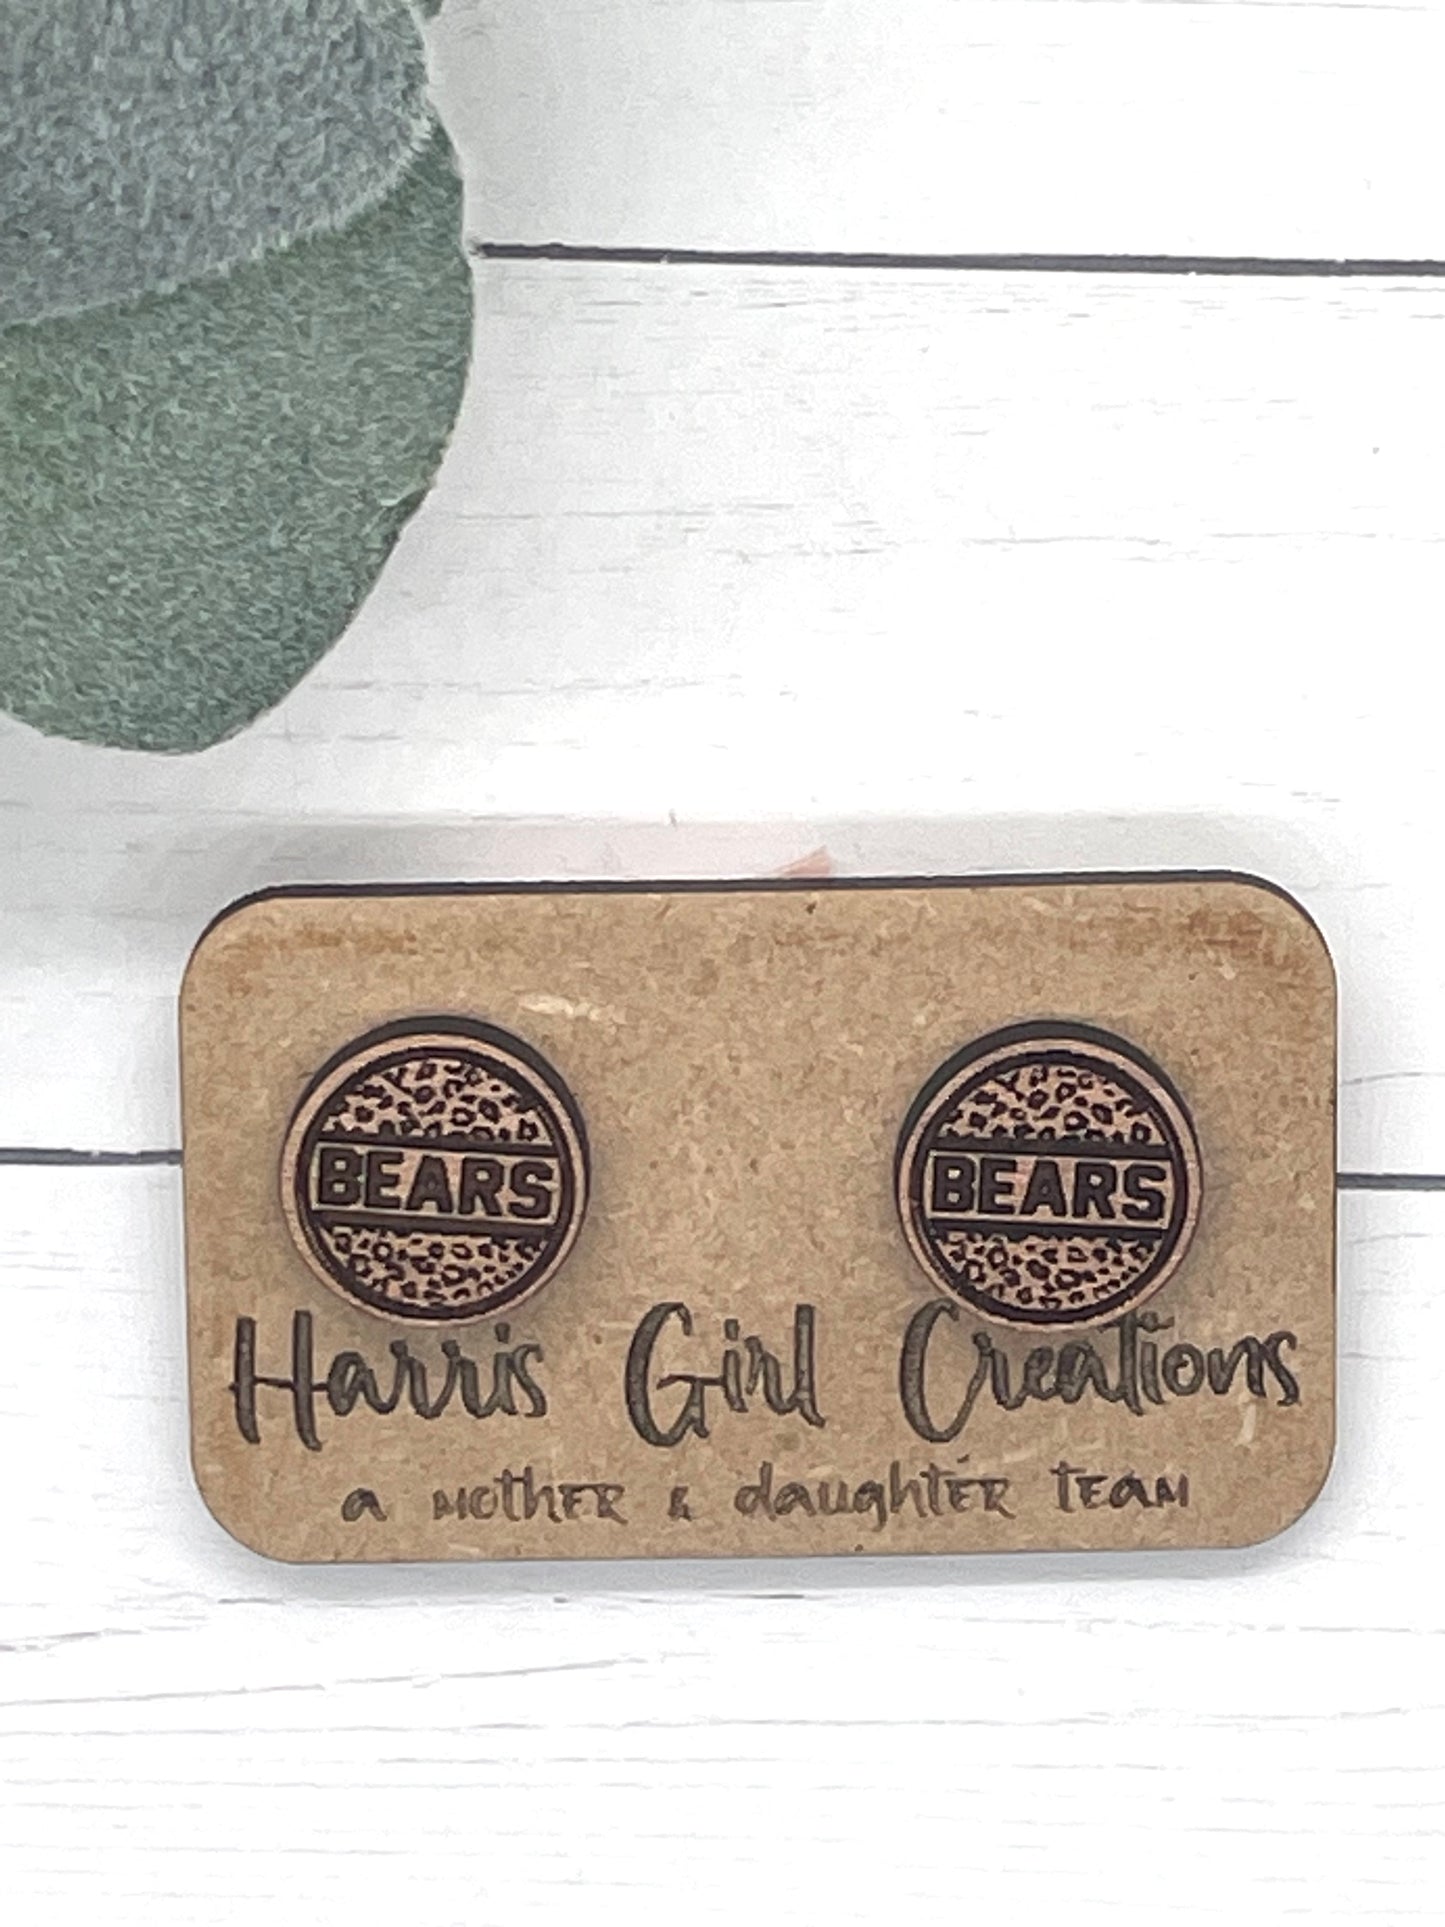 BEARS BEARS
Harris Girl Creations
a mother & daughter team